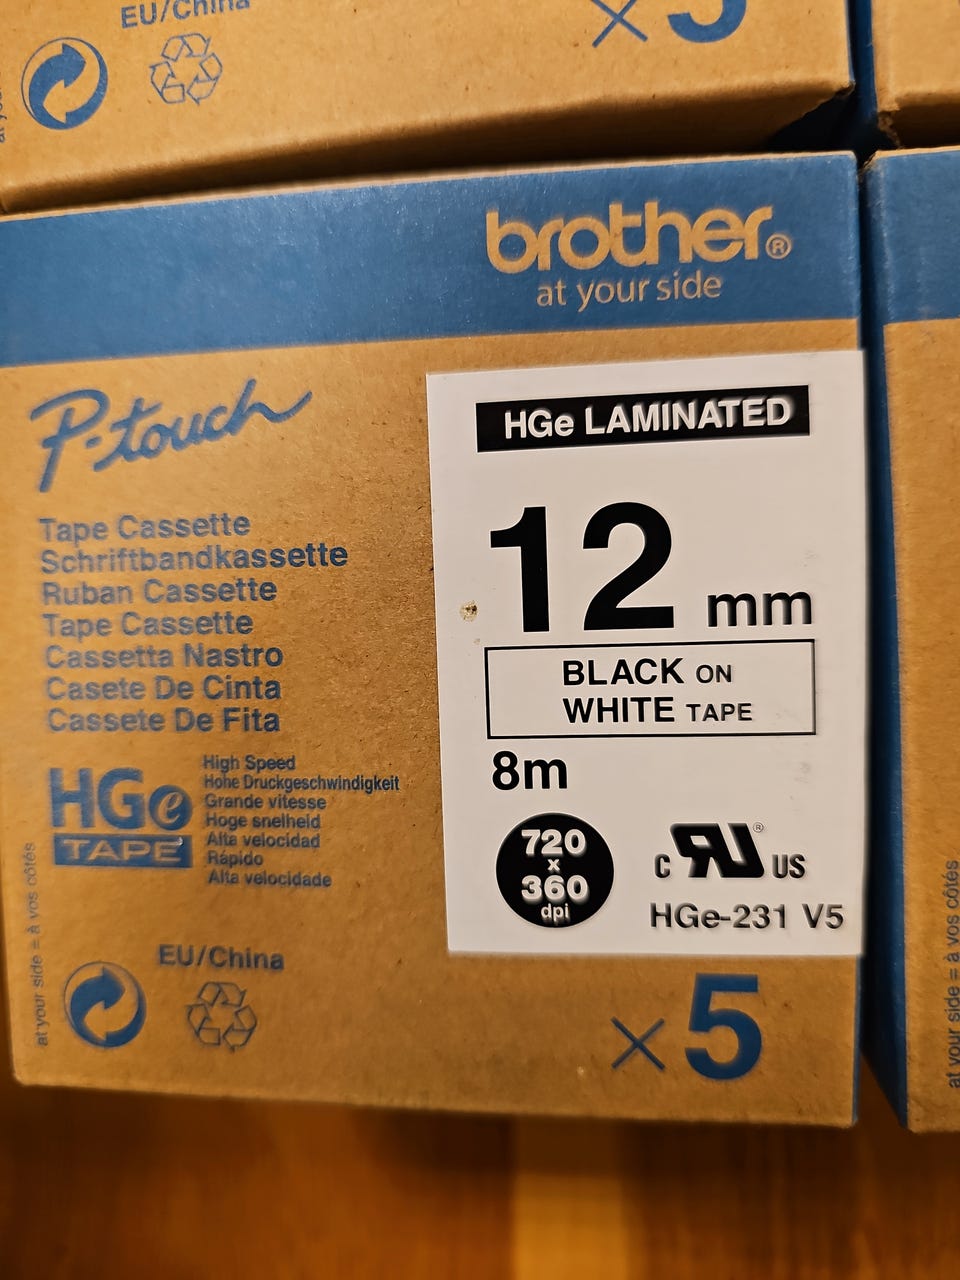 EU/China
×5
brother®
at your side
P-touch
Tape Cassette
Schriftbandkassette
Ruban Cassette
Tape Cassette
Cassetta Nastro
Casete De Cinta
Cassete De Fita
HGe
TAPE
High Speed
Hohe Druckgeschwindigkeit
Grande vitesse
Hoge snelheld
Alta velocidad
Rápido
Alta velocidade
at your side = à vos côtés
EU/China
HGe LAMINATED
12 mm
BLACK ON
WHITE TAPE
8m
720
×
360
dpi
C RU® US
HGe-231 V5
×5
at your side = à vos côtés